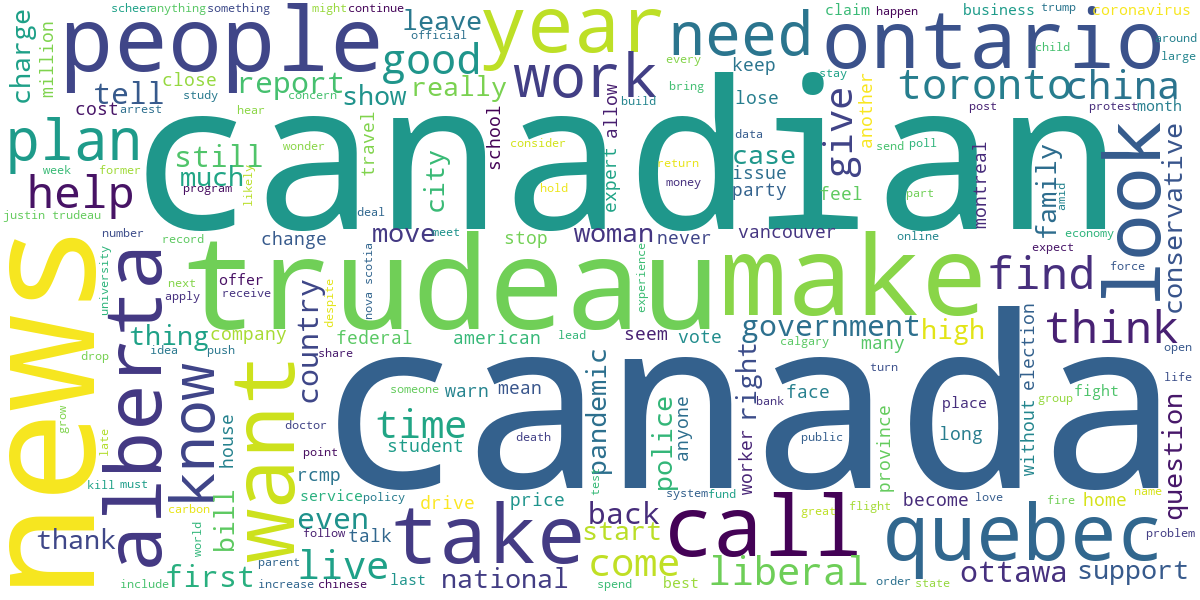 scheer
anything
something
might
continue
claim
business
trump
coronavirus
charge
million
people
leave
official
good
year
need
ontario
happen
around
large
child
tell
close
report
study
concern
show
really
work
every
bring
keep
stay
toronto
china
cost
arrest
hear
travel
school
build
expert allow
lose
data
give
another
post
protest
month
plan
canadian
still
much
wonder
city
consider
case
issue
party
send
poll
look
week
former
help
program
likely
return
hold
money
feel
part
montreal
family
amid
conservative
justin trudeau
deal
number
record
change
move
meet
stop
woman
never
vancouver
online
expect
economy
news
alberta
university
next
apply
offer
receive
trudeau
despite
nova scotia
experience
make
find
force
thing
company
country
federal
american
lead
seem
vote
government
high
calgary
many
think
open
drop
idea
push
share
want
know
canada
warn
mean
pandemic
someone
worker right
bank
face
turn
place
without election
group
fight
life
grow
late
house
doctor
time
student
death
police
anyone
public
long
province
question
point
rcmp
test
system
fund
kill
must
carbon
bill
service
policy
drive
price
call
great
flight
become
love
fire
home
name
thank
world
even
follow
talk
take
back
start
quebec
problem
parent
live
last
come
liberal
ottawa
support
include
first
increase
chinese
national
spend
best
order
state